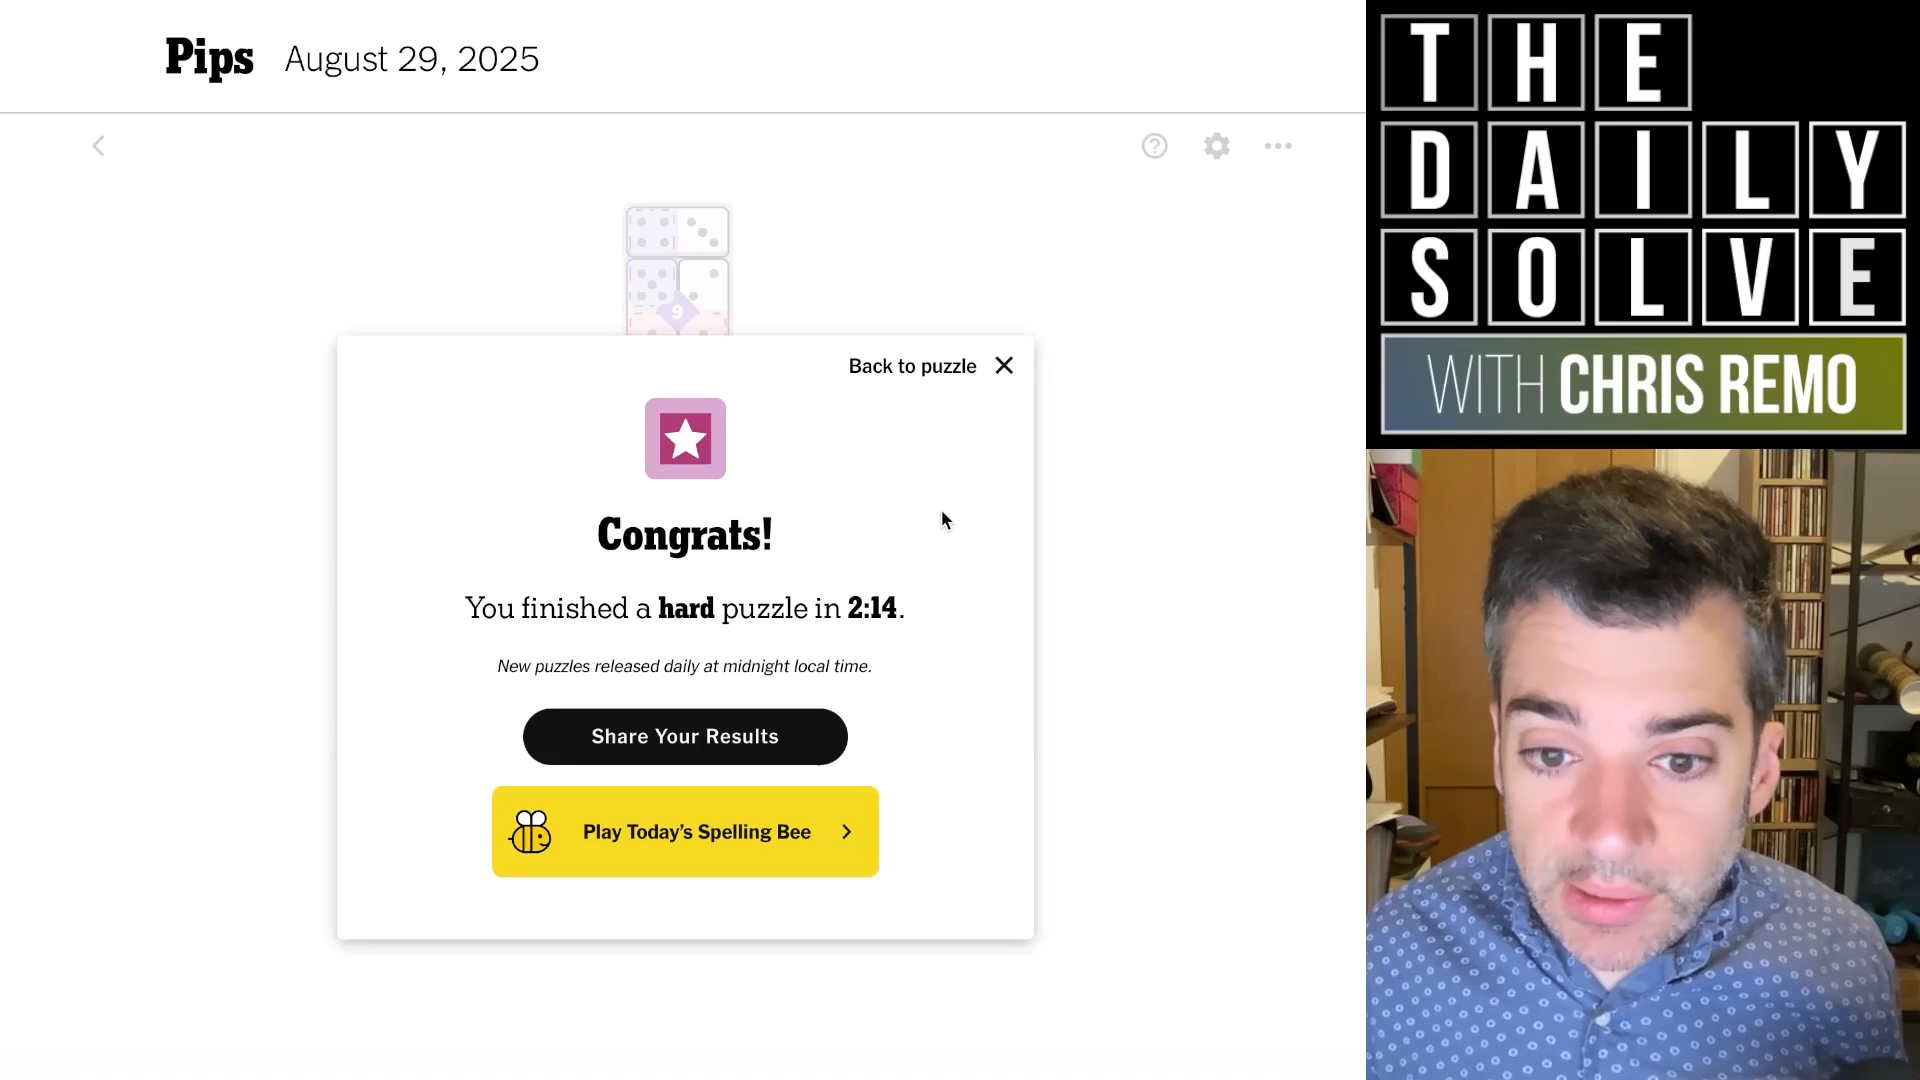 Pips August 29, 2025
9
Back to puzzle
Congrats!
You finished a hard puzzle in 2:14.
New puzzles released daily at midnight local time.
Share Your Results
Play Today's Spelling Bee
THE
DAILY
SOLVE
WITH CHRIS REMO